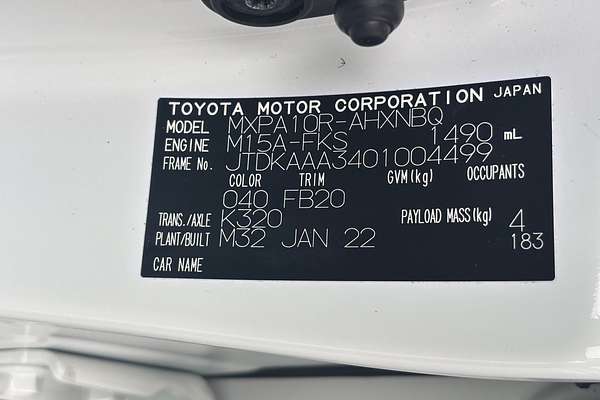 TOYOTA MOTOR CORPORATION JAPAN
MODEL MXPA10R-AHXNBQ
ENGINE M15A-FKS 1490 mL
FRAME No. JTDKAAA3401004499
COLOR TRIM GVM(kg) OCCUPANTS
040 FB20
TRANS./AXLE K320 PAYLOAD MASS(kg) 4
PLANT/BUILT M32 JAN 22 183
CAR NAME